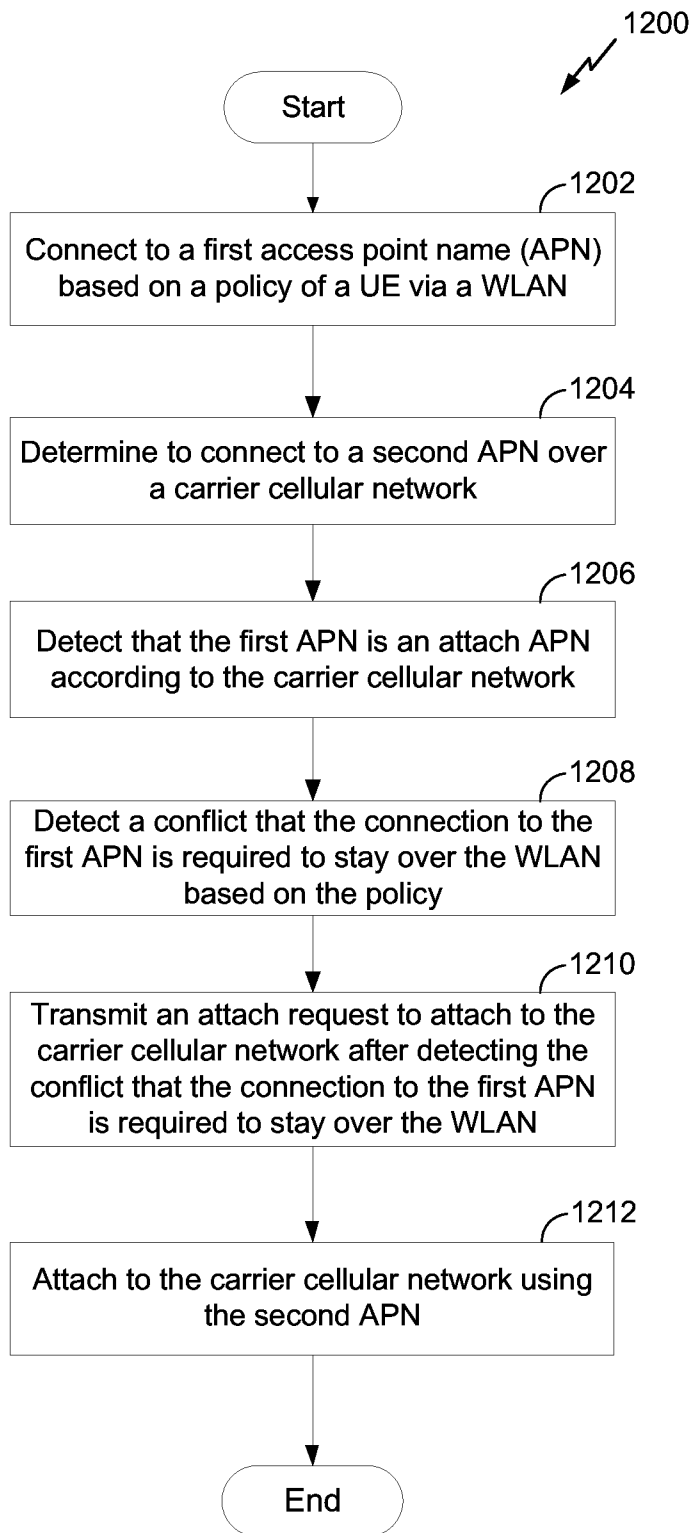 1200
Start
1202
Connect to a first access point name (APN)
based on a policy of a UE via a WLAN
1204
Determine to connect to a second APN over
a carrier cellular network
1206
Detect that the first APN is an attach APN
according to the carrier cellular network
1208
Detect a conflict that the connection to the
first APN is required to stay over the WLAN
based on the policy
1210
Transmit an attach request to attach to the
carrier cellular network after detecting the
conflict that the connection to the first APN
is required to stay over the WLAN
1212
Attach to the carrier cellular network using
the second APN
End